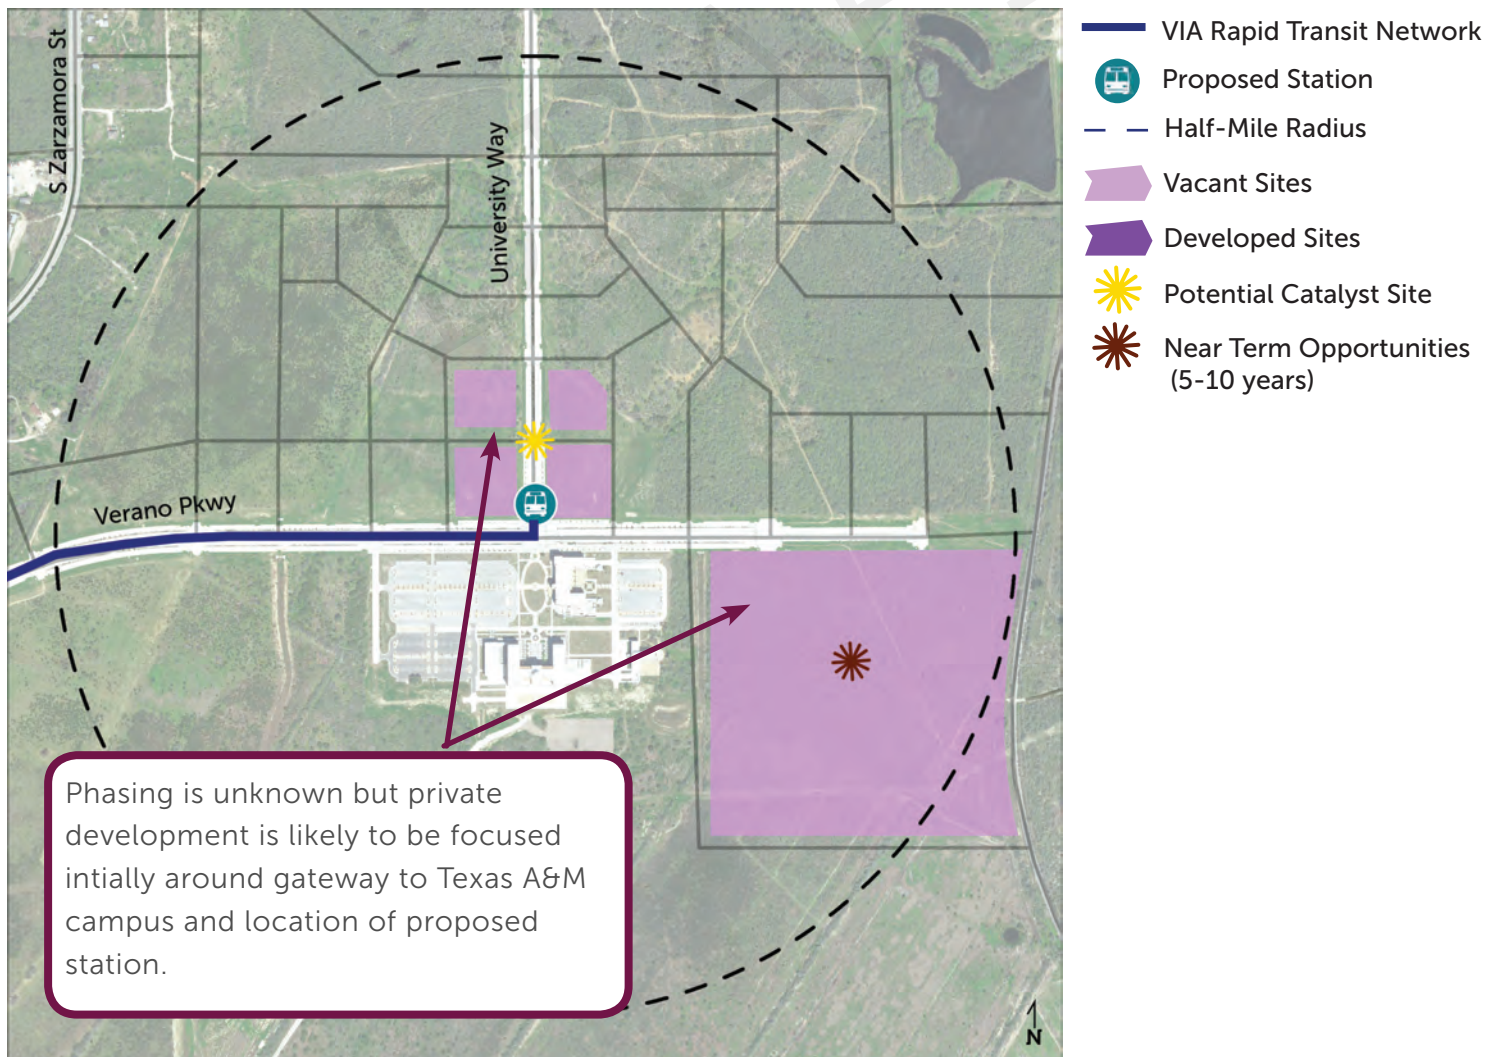 S Zarzamora St
University Way
Verano Pkwy
Phasing is unknown but private
development is likely to be focused
intially around gateway to Texas A&M
campus and location of proposed
station.
N
VIA Rapid Transit Network
Proposed Station
Half-Mile Radius
Vacant Sites
Developed Sites
Potential Catalyst Site
Near Term Opportunities
(5-10 years)